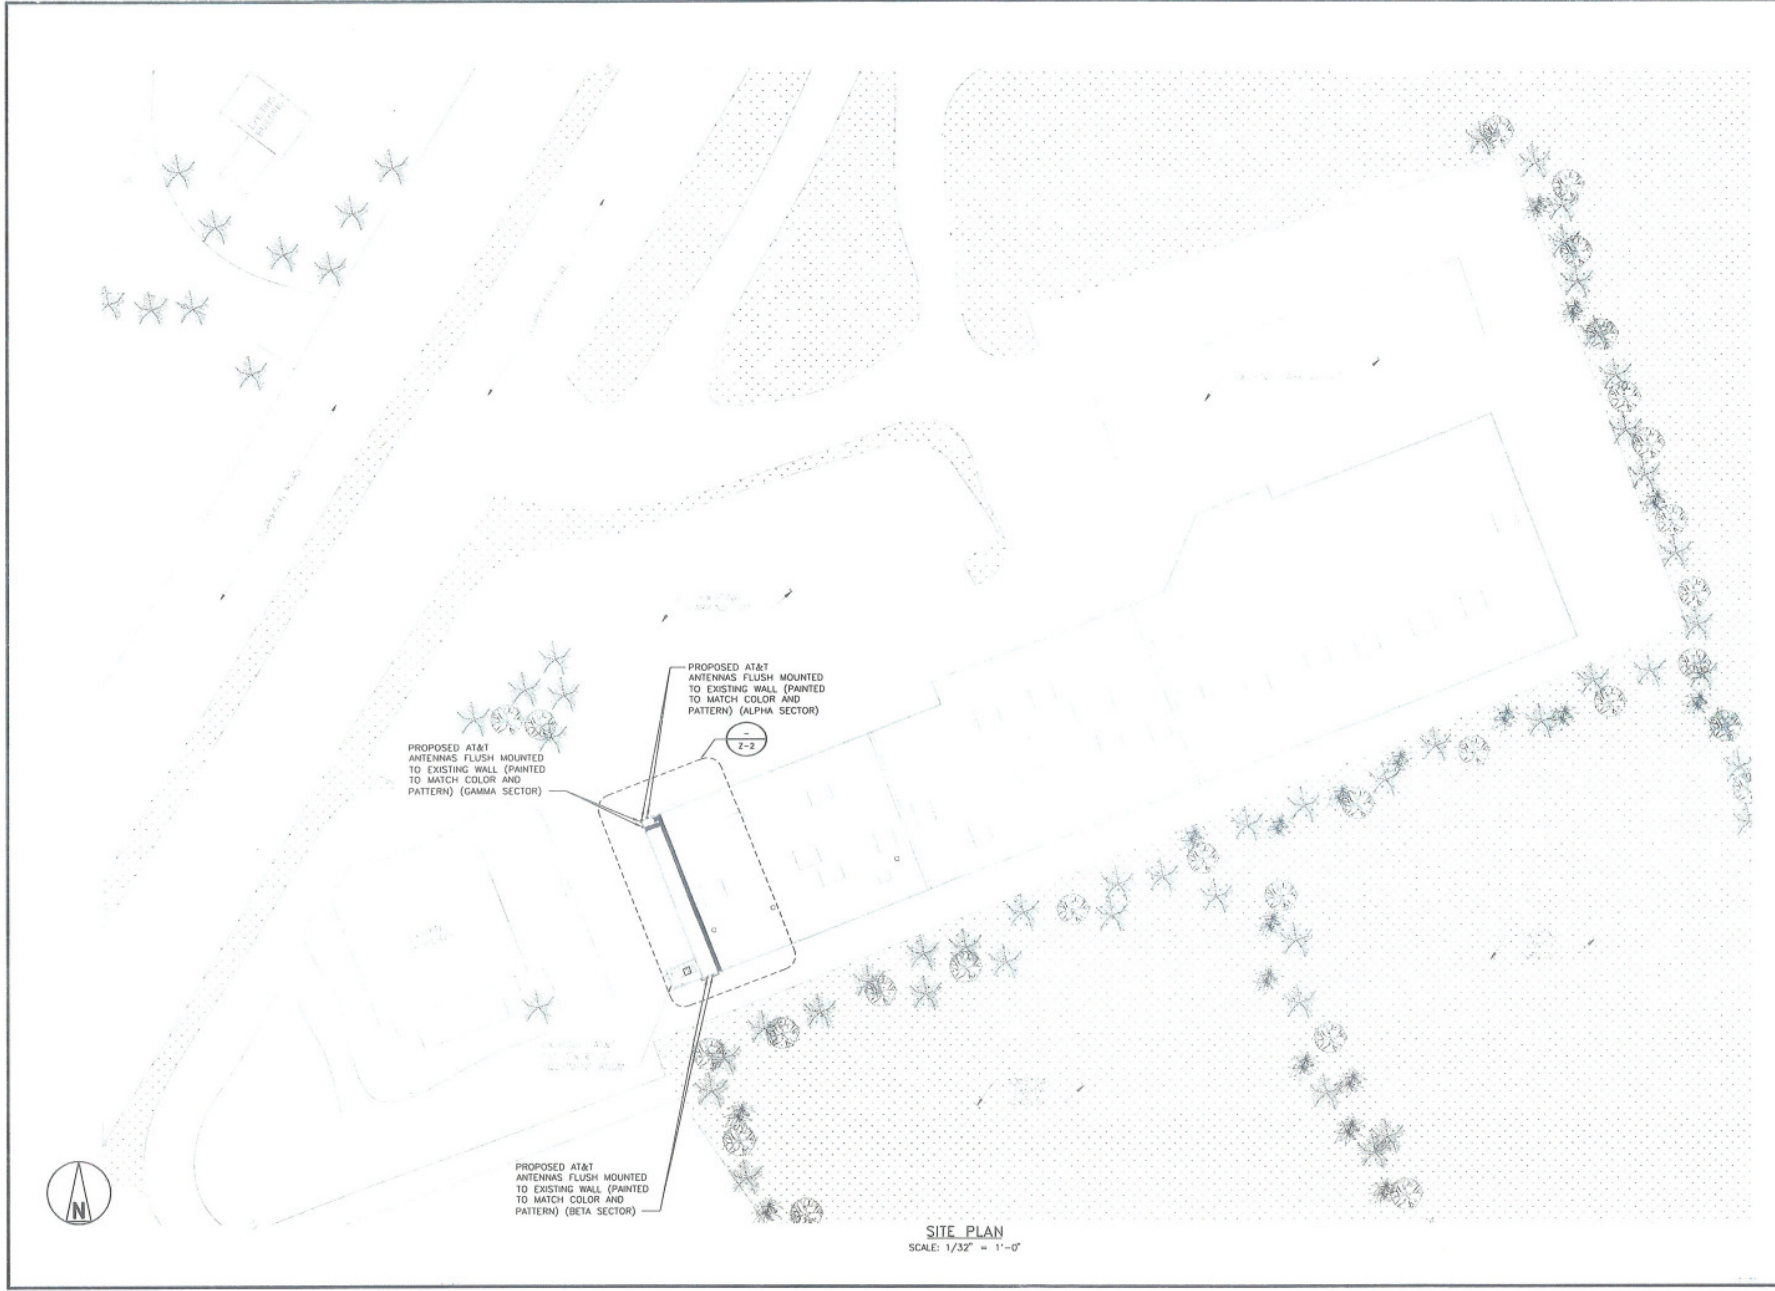 PROPOSED AT&T
ANTENNAS FLUSH MOUNTED
TO EXISTING WALL (PAINTED
TO MATCH COLOR AND
PATTERN) (ALPHA SECTOR)
-
Z-2
PROPOSED AT&T
ANTENNAS FLUSH MOUNTED
TO EXISTING WALL (PAINTED
TO MATCH COLOR AND
PATTERN) (GAMMA SECTOR)
PROPOSED AT&T
ANTENNAS FLUSH MOUNTED
TO EXISTING WALL (PAINTED
TO MATCH COLOR AND
PATTERN) (BETA SECTOR)
N
SITE PLAN
SCALE: 1/32" = 1'-0"